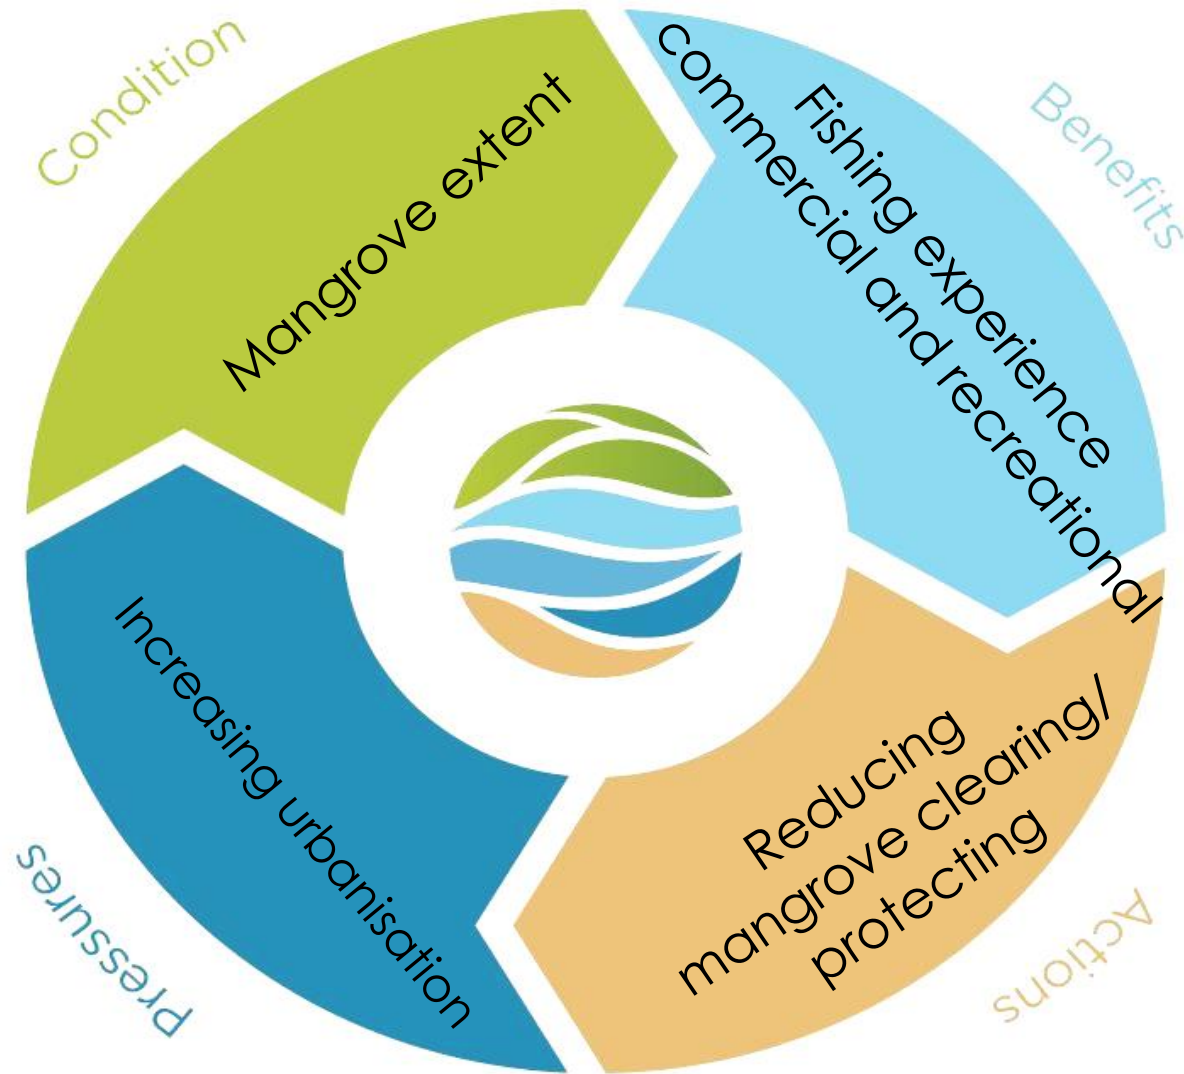 Condition
Mangrove extent
Benefits
Fishing experience
commercial and recreational
Actions
Reducing
mangrove clearing/
protecting
Pressures
Increasing urbanisation